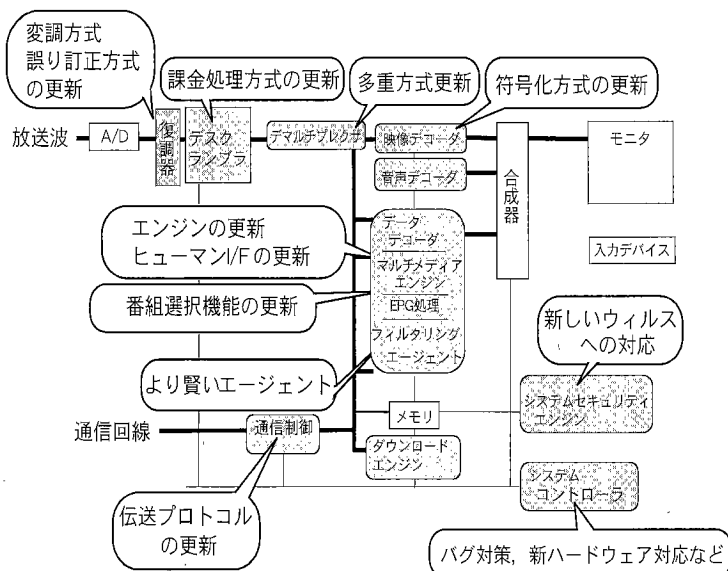 変調方式
誤り訂正方式
の更新
課金処理方式の更新
多重方式更新
符号化方式の更新
放送波
A/D
復調器
デスク
ランブラ
デマルチプレクサ
映像デコーダ
音声デコーダ
合成器
モニタ
入力デバイス
エンジンの更新
ヒューマンI/Fの更新
番組選択機能の更新
より賢いエージェント
データ
デコーダ
マルチメディア
エンジン
EPG処理
フィルタリング
エージェント
新しいウィルス
への対応
システムセキュリティ
エンジン
メモリ
通信回線
通信制御
ダウンロード
エンジン
システム
コントローラ
伝送プロトコル
の更新
バグ対策, 新ハードウェア対応など